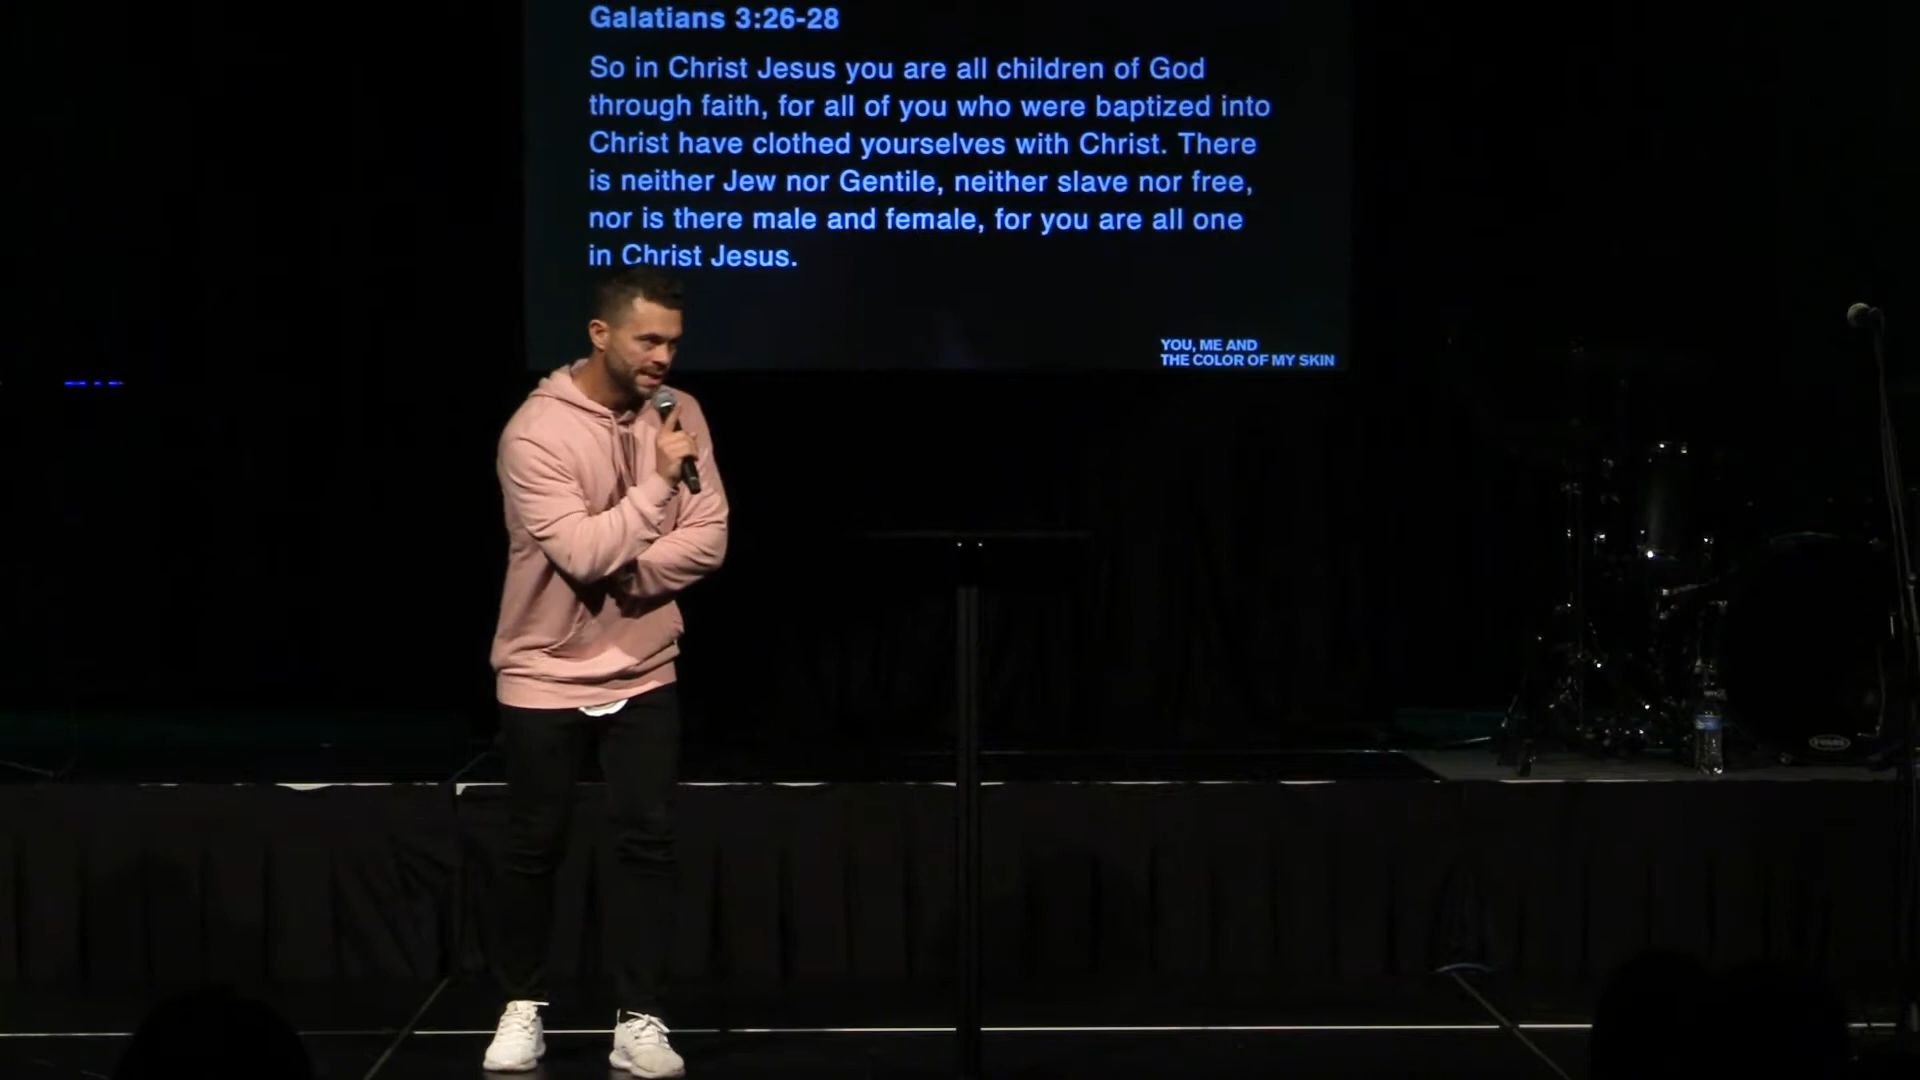 Galatians 3:26-28
So in Christ Jesus you are all children of God
through faith, for all of you who were baptized into
Christ have clothed yourselves with Christ. There
is neither Jew nor Gentile, neither slave nor free,
nor is there male and female, for you are all one
in Christ Jesus.
YOU, ME AND
THE COLOR OF MY SKIN